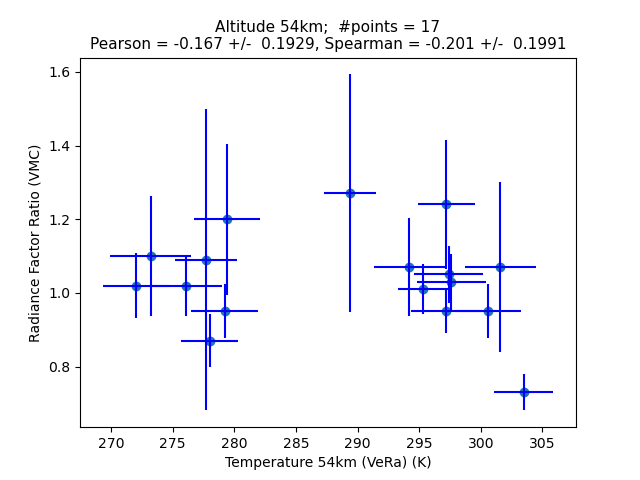 Altitude 54km;  #points = 17
Pearson = -0.167 +/-  0.1929, Spearman = -0.201 +/-  0.1991
1.6
1.4
1.2
1.0
0.8
Radiance Factor Ratio (VMC)
270 275 280 285 290 295 300 305
Temperature 54km (VeRa) (K)